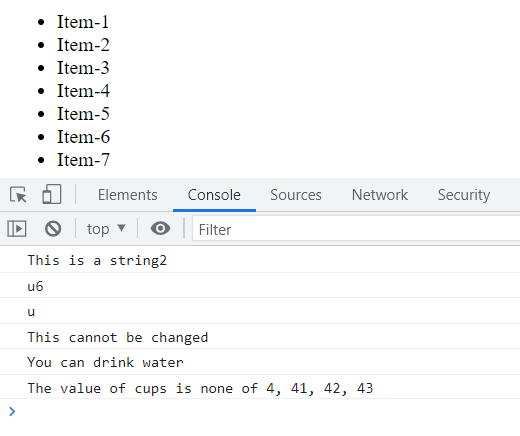 Item-1
Item-2
Item-3
Item-4
Item-5
Item-6
Item-7
Elements Console Sources Network Security
top Filter
This is a string2
u6
u
This cannot be changed
You can drink water
The value of cups is none of 4, 41, 42, 43